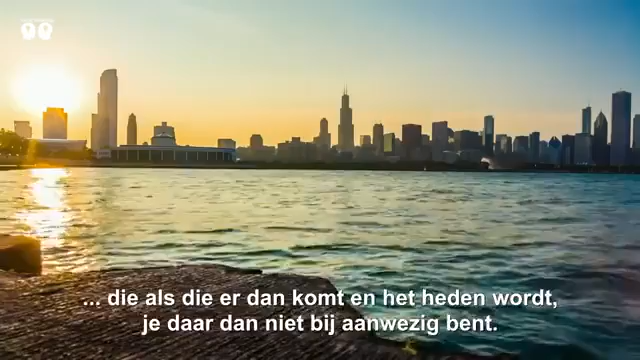 ... die als die er dan komt en het heden wordt,
je daar dan niet bij aanwezig bent.